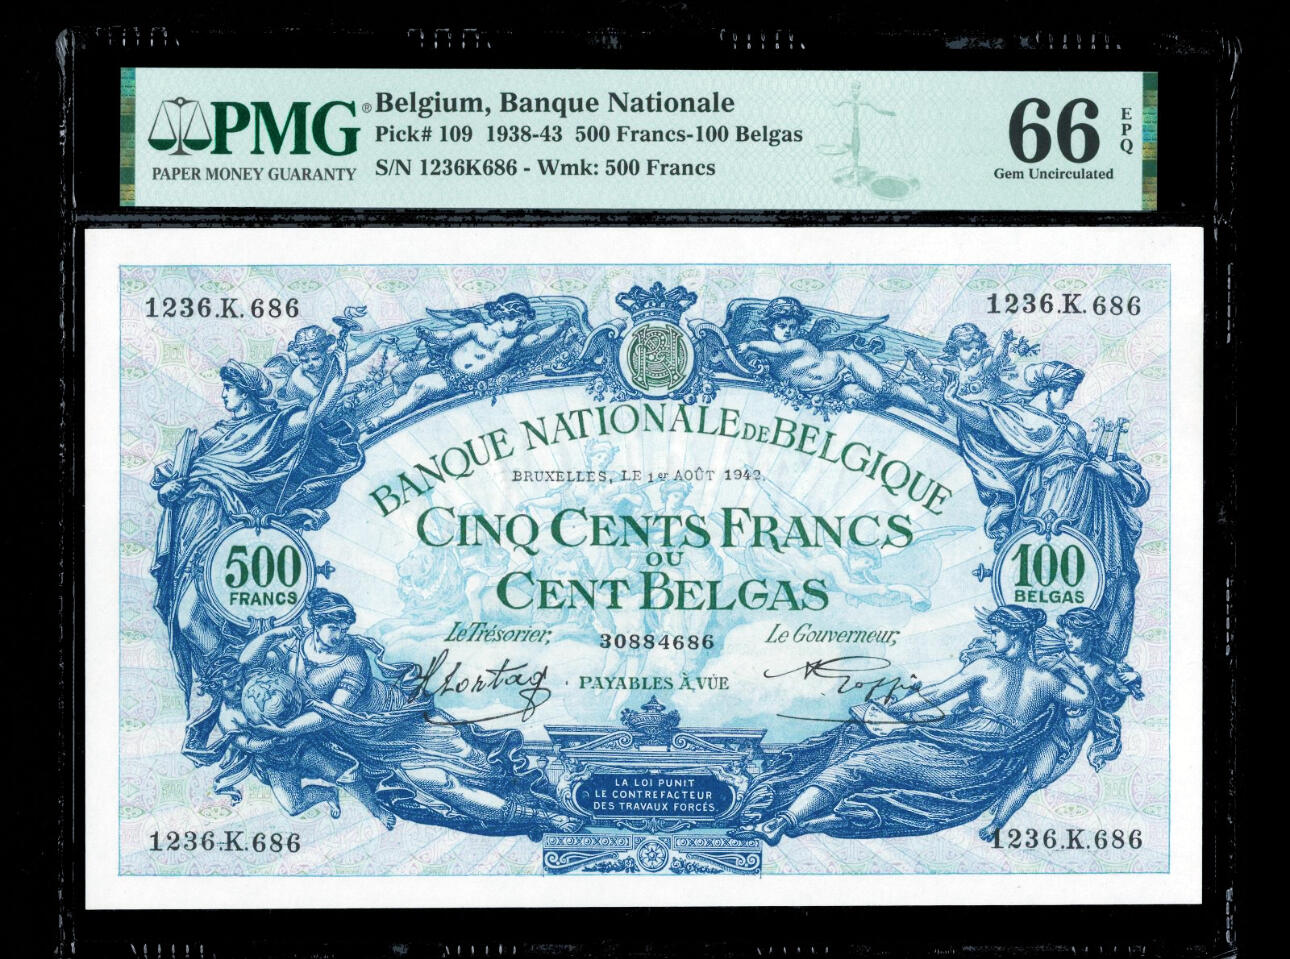 PMG®
PAPER MONEY GUARANTY
Belgium, Banque Nationale
Pick# 109 1938-43 500 Francs-100 Belgas
S/N 1236K686 - Wmk: 500 Francs
66 EPQ
Gem Uncirculated
1236.K.686 1236.K.686
BANQUE NATIONALE DE BELGIQUE
BRUXELLES, LE 1er AOÛT 1942.
CINQ CENTS FRANCS
OU
CENT BELGAS
500
FRANCS
100
BELGAS
Le Trésorier, 30884686 Le Gouverneur,
PAYABLES À VUE
LA LOI PUNIT
LE CONTREFACTEUR
DES TRAVAUX FORCÉS.
1236.K.686 1236.K.686